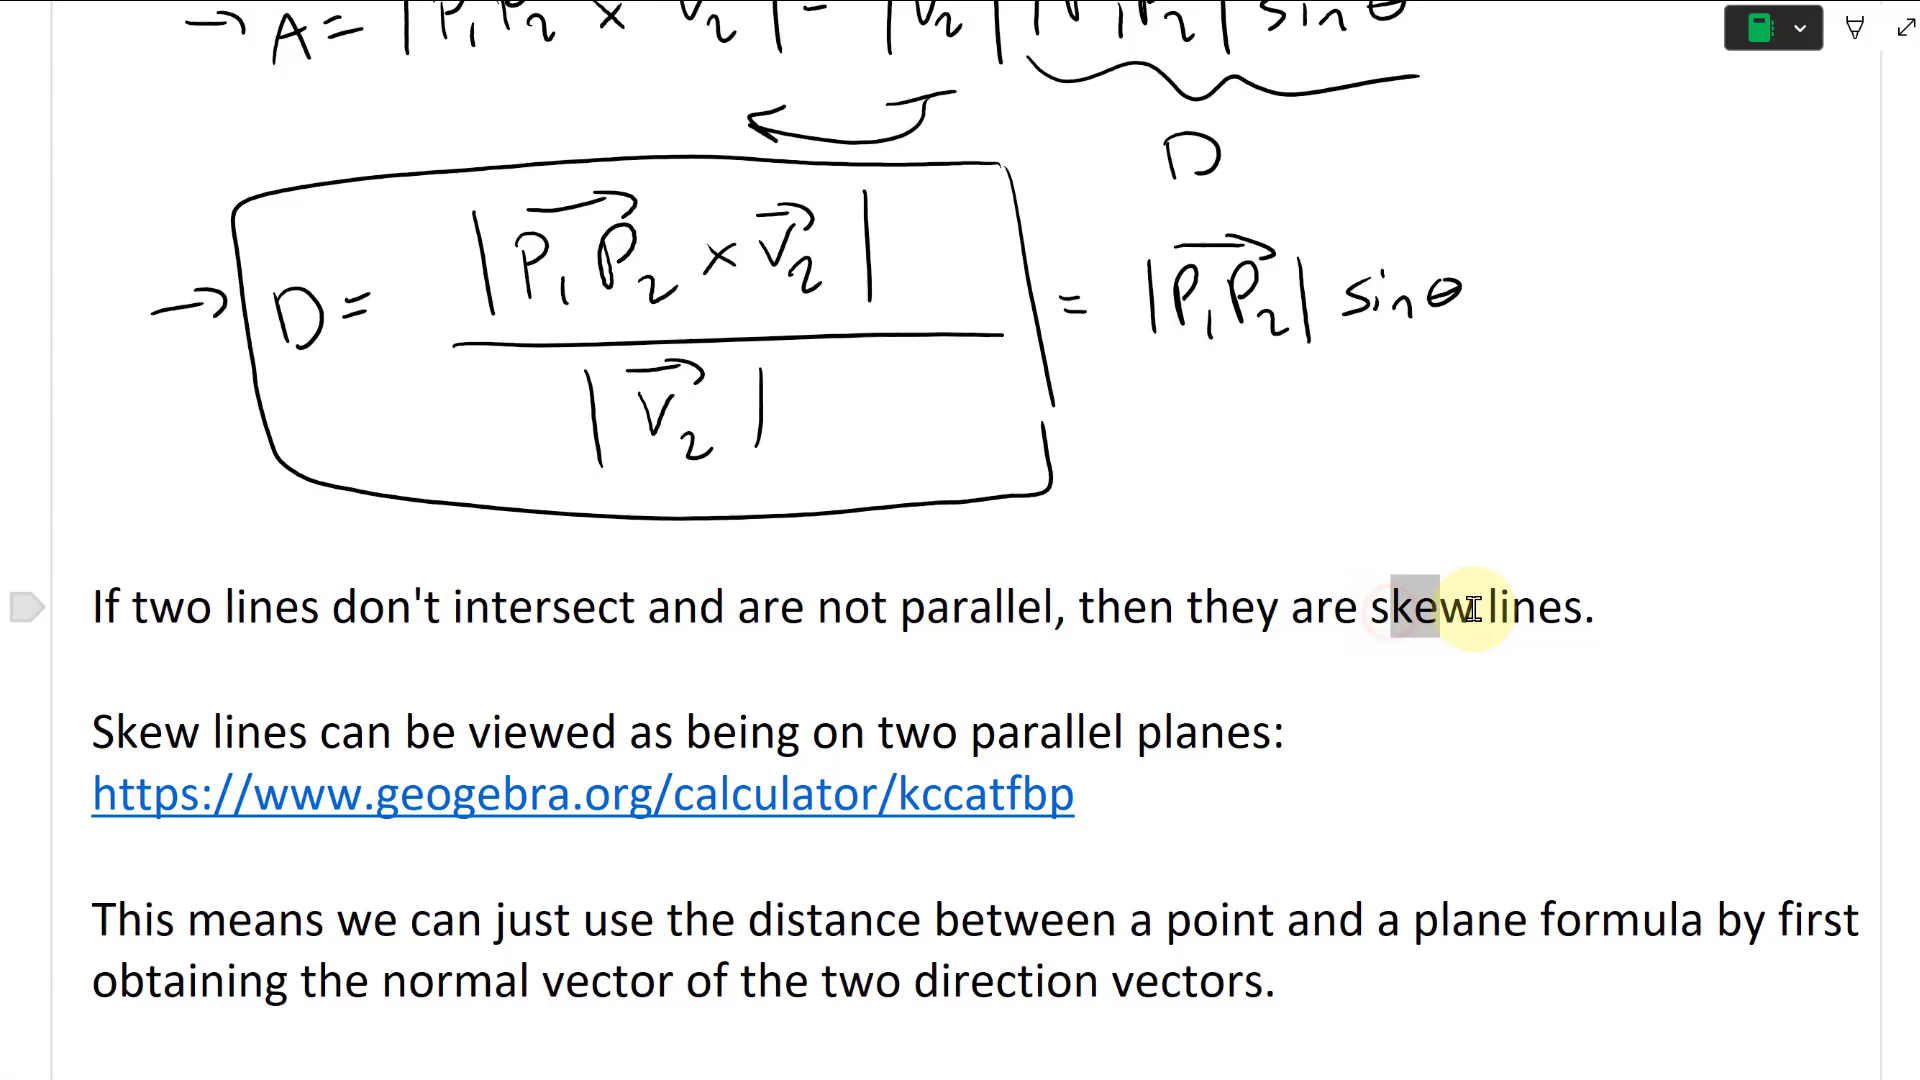 → A = |P₁P₂ × V₂| = |V₂| |P₁P₂| sin θ
D
→ D = |P₁P₂ × V₂| / |V₂| = |P₁P₂| sin θ
If two lines don't intersect and are not parallel, then they are skew lines.
Skew lines can be viewed as being on two parallel planes:
https://www.geogebra.org/calculator/kccatfbp
This means we can just use the distance between a point and a plane formula by first
obtaining the normal vector of the two direction vectors.